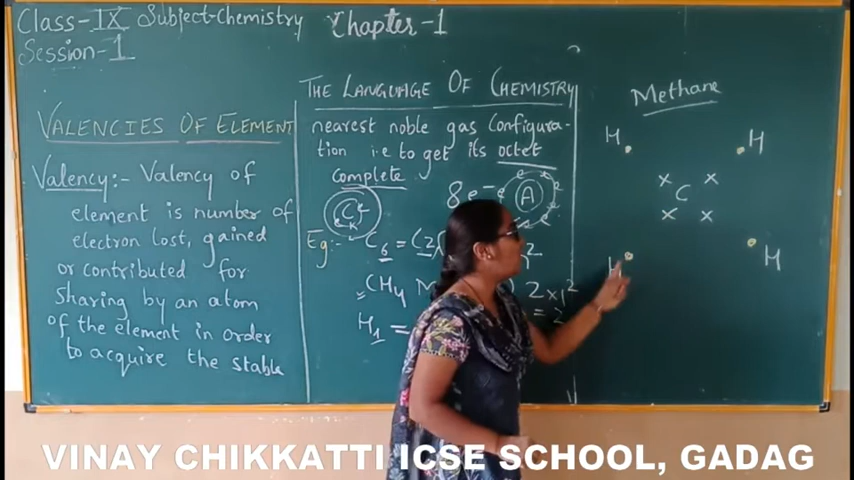 Class-IX Subject-Chemistry Chapter-1
Session-1
VALENCIES OF ELEMENT
Valency:- Valency of
element is number of
electron lost, gained
or contributed for
Sharing by an atom
of the element in order
to acquire the stable
THE LANGUAGE OF CHEMISTRY
nearest noble gas Configura-
tion i.e to get its octet
Complete 8e-
Eg:- C6 =
CH4
2x1²
H1 = = 2
Methane
H H
x x
C
x x
H H
VINAY CHIKKATTI ICSE SCHOOL, GADAG